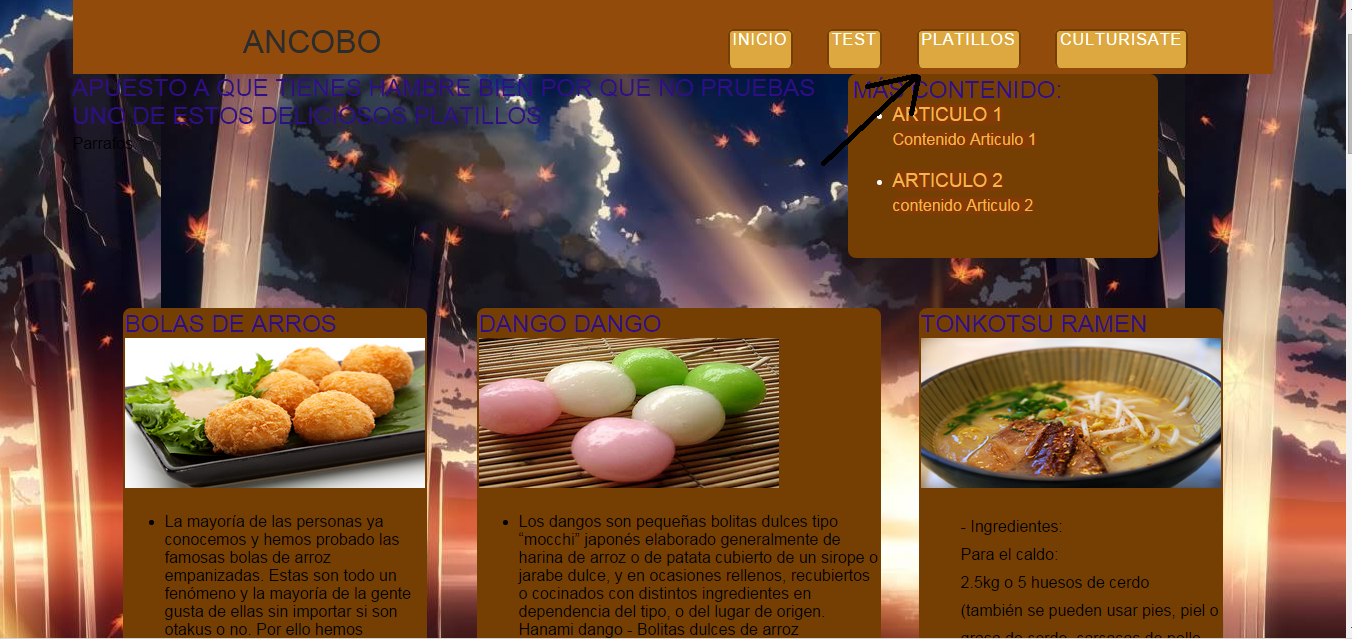 ANCOBO
INICIO
TEST
PLATILLOS
CULTURISATE
APUESTO A QUE TIENES HAMBRE BIEN POR QUE NO PRUEBAS
UNO DE ESTOS DELICIOSOS PLATILLOS
Parrafos
MÁS CONTENIDO:
ARTICULO 1
Contenido Articulo 1
ARTICULO 2
contenido Articulo 2
BOLAS DE ARROS
La mayoría de las personas ya
conocemos y hemos probado las
famosas bolas de arroz
empanizadas. Estas son todo un
fenómeno y la mayoría de la gente
gusta de ellas sin importar si son
otakus o no. Por ello hemos
DANGO DANGO
Los dangos son pequeñas bolitas dulces tipo
“mocchi” japonés elaborado generalmente de
harina de arroz o de patata cubierto de un sirope o
jarabe dulce, y en ocasiones rellenos, recubiertos
o cocinados con distintos ingredientes en
dependencia del tipo, o del lugar de origen.
Hanami dango - Bolitas dulces de arroz
TONKOTSU RAMEN
- Ingredientes:
Para el caldo:
2.5kg o 5 huesos de cerdo
(también se pueden usar pies, piel o
grasa de cerdo, carcasas de pollo